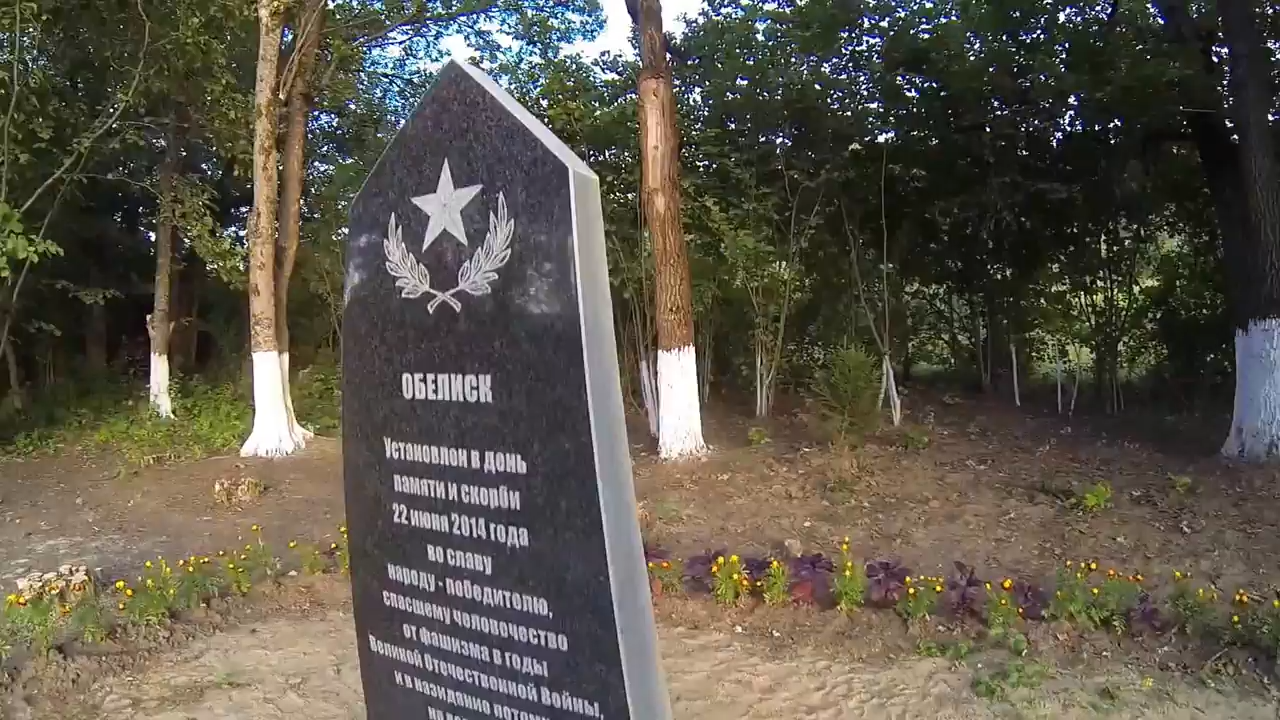 ОБЕЛИСК
Установлен в день
памяти и скорби
22 июня 2014 года
во славу
народу - победителю,
спасшему человечество
от фашизма в годы
Великой Отечественной Войны,
и в назидание